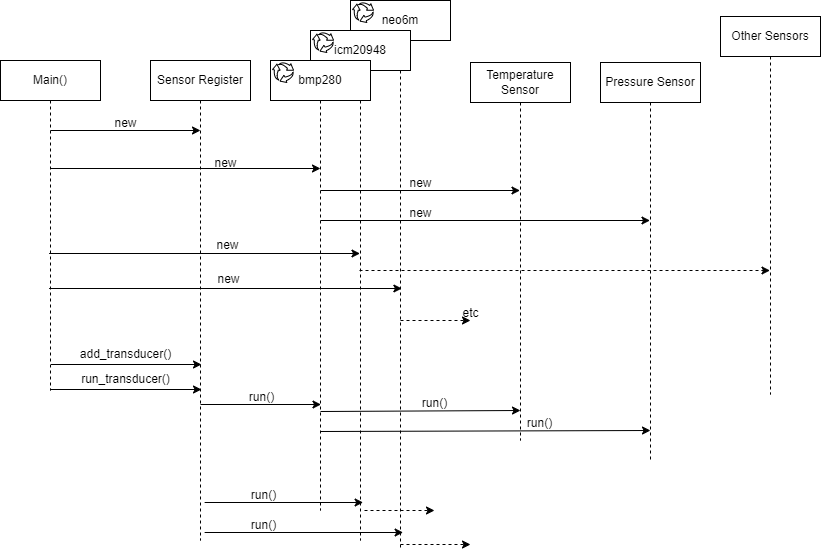 neo6m
Other Sensors
icm20948
Main()
Sensor Register
bmp280
Temperature
Sensor
Pressure Sensor
new
new
new
new
new
new
etc
add_transducer()
run_transducer()
run()
run()
run()
run()
run()